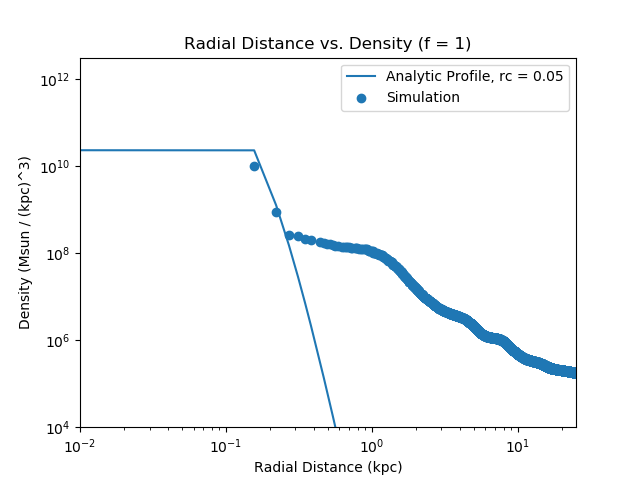 Radial Distance vs. Density (f = 1)
Analytic Profile, rc = 0.05
Simulation
10^12
10^10
10^8
10^6
10^4
Density (Msun / (kpc)^3)
10^−2
10^−1
10^0
10^1
Radial Distance (kpc)